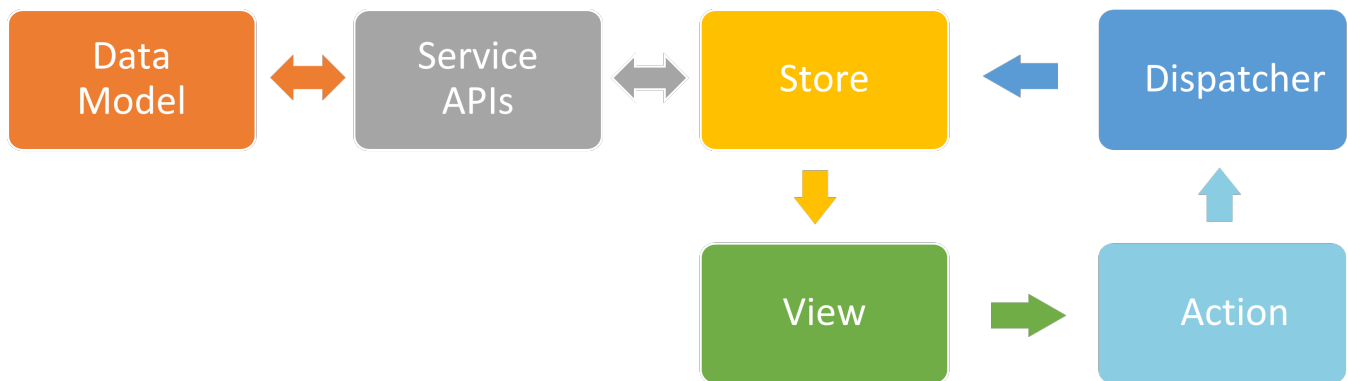 Data
Model
Service
APIs
Store
Dispatcher
View
Action